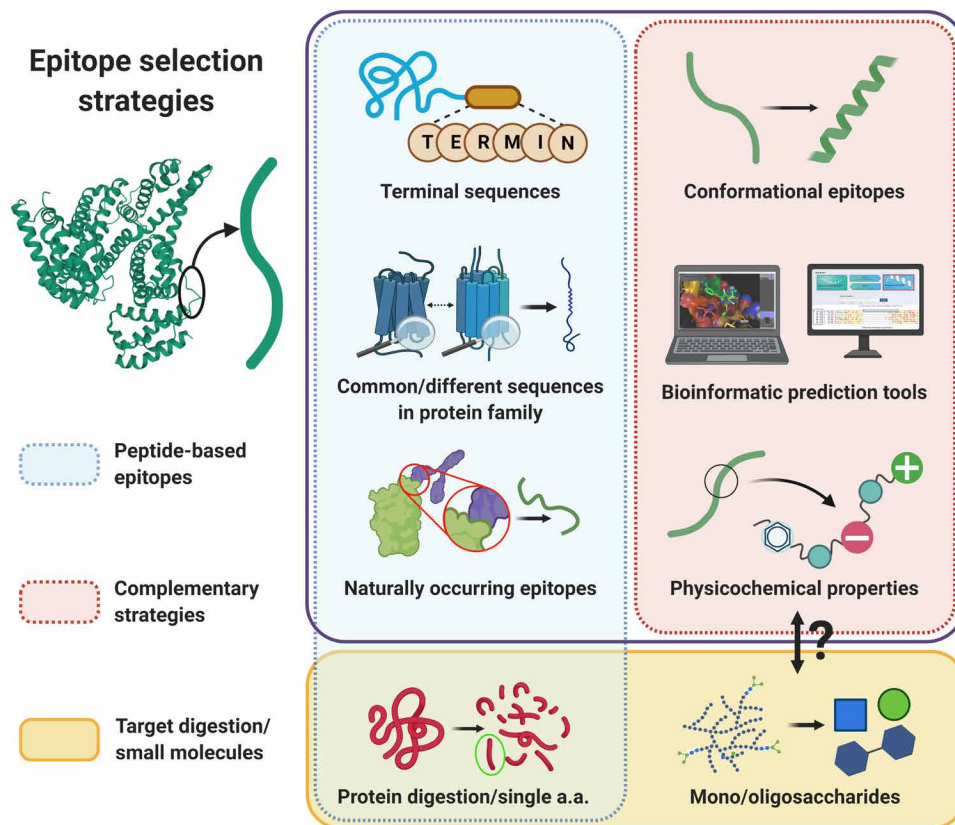 Epitope selection
strategies
Peptide-based
epitopes
Complementary
strategies
Target digestion/
small molecules
TERMIN
Terminal sequences
Common/different sequences
in protein family
Naturally occurring epitopes
Protein digestion/single a.a.
Conformational epitopes
Bioinformatic prediction tools
+
−
Physicochemical properties
?
Mono/oligosaccharides